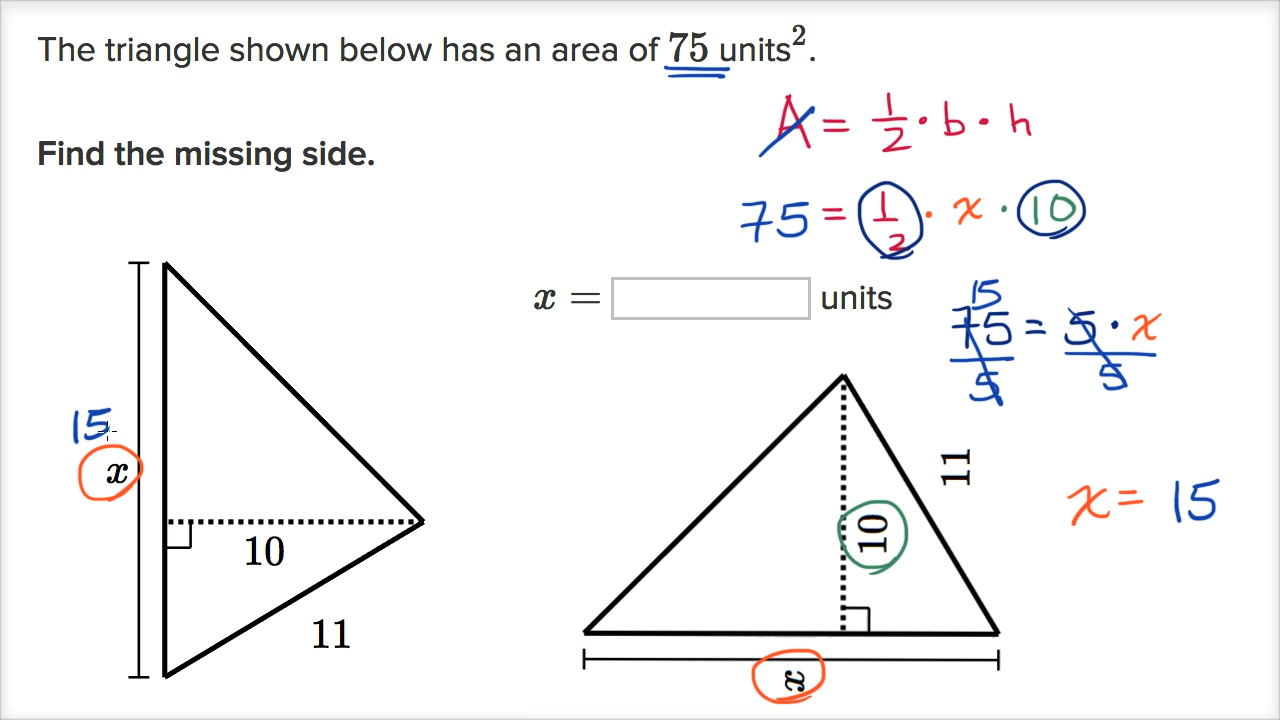 The triangle shown below has an area of 75 units².
A = 1/2 · b · h
Find the missing side.
75 = 1/2 · x · 10
x = units
15
75 = 5 · x
5 5
15
x
10
11
11
10
x = 15
x